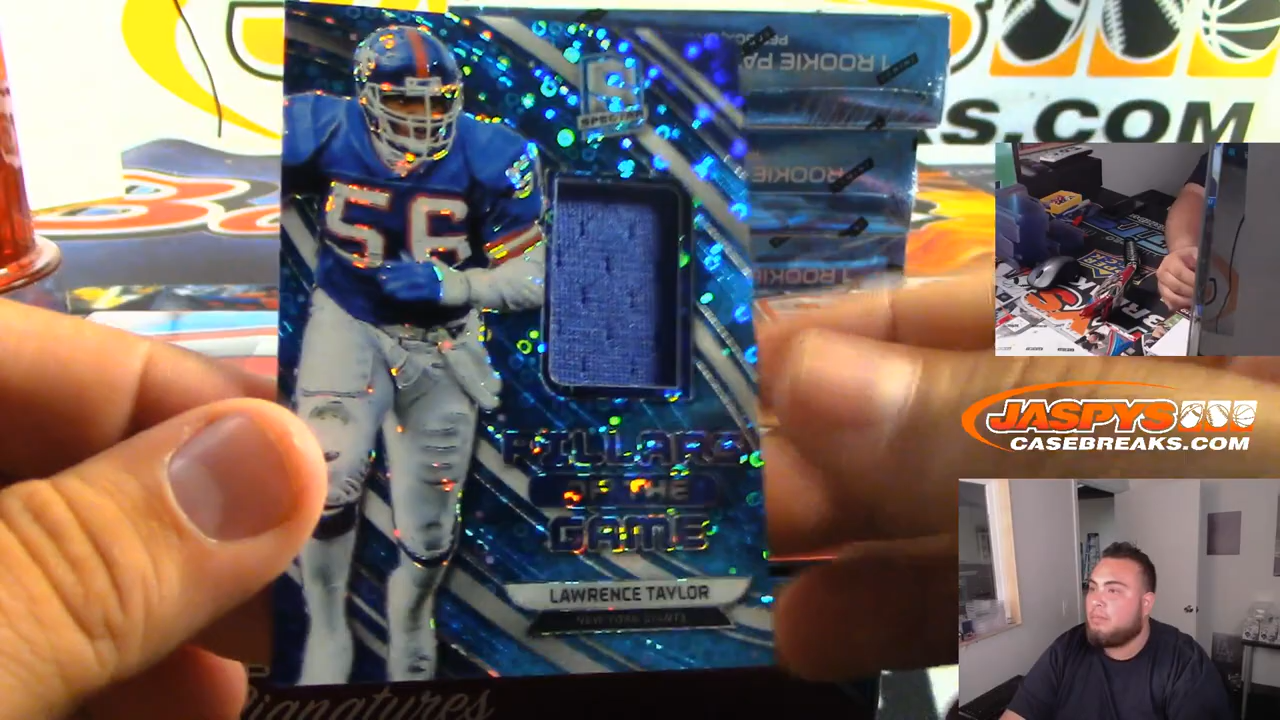 1 ROOKIE PA
S.COM
SPECTRA
ROOKIE
1 ROOKIE
56
PILLARS
OF THE
GAME
LAWRENCE TAYLOR
NEW YORK GIANTS
JASPYS
CASEBREAKS.COM
Signatures